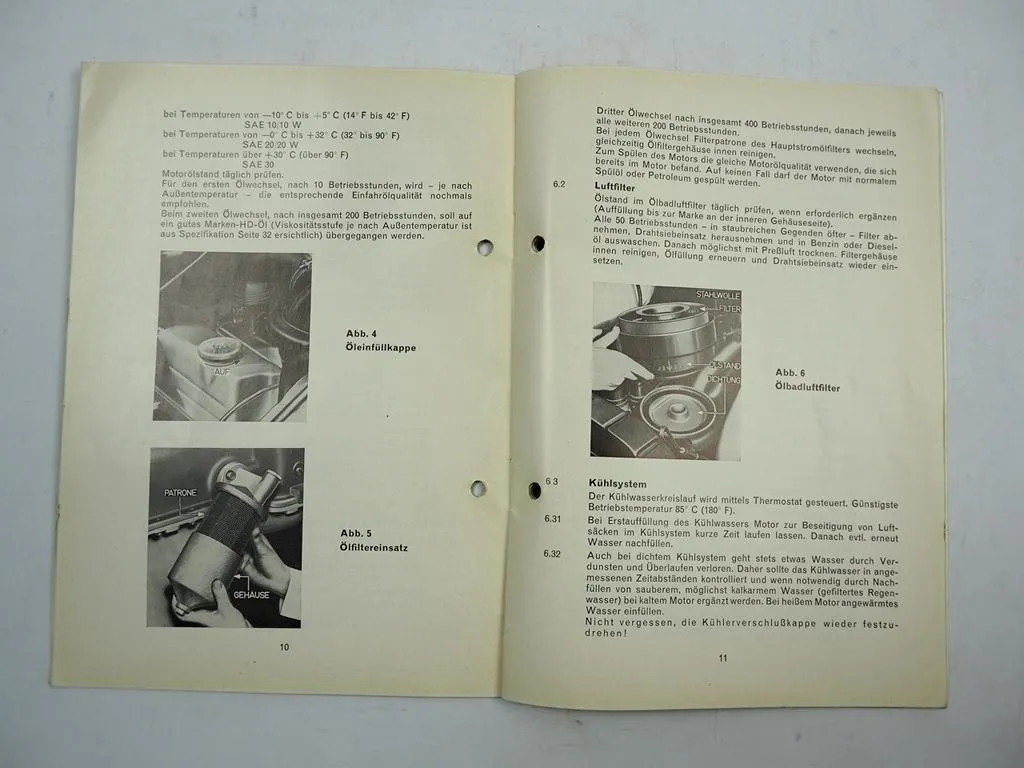 bei Temperaturen von —10° C bis +5° C (14° F bis 42° F)
SAE 10/10 W
bei Temperaturen von —0° C bis +32° C (32° bis 90° F)
SAE 20/20 W
bei Temperaturen über +30° C (über 90° F)
SAE 30
Motorölstand täglich prüfen.
Für den ersten Ölwechsel, nach 10 Betriebsstunden, wird – je nach
Außentemperatur – die entsprechende Einfahrölqualität nochmals
empfohlen.
Beim zweiten Ölwechsel, nach insgesamt 200 Betriebsstunden, soll auf
ein gutes Marken-HD-Öl (Viskositätsstufe je nach Außentemperatur ist
aus Spezifikation Seite 32 ersichtlich) übergegangen werden.
AUF
Abb. 4
Öleinfüllkappe
PATRONE
GEHÄUSE
Abb. 5
Ölfiltereinsatz
10
Dritter Ölwechsel nach insgesamt 400 Betriebsstunden, danach jeweils
alle weiteren 200 Betriebsstunden.
Bei jedem Ölwechsel Filterpatrone des Hauptstromölfilters wechseln,
gleichzeitig Ölfiltergehäuse innen reinigen.
Zum Spülen des Motors die gleiche Motorölqualität verwenden, die sich
bereits im Motor befand. Auf keinen Fall darf der Motor mit normalem
Spülöl oder Petroleum gespült werden.
6.2 Luftfilter
Ölstand im Ölbadluftfilter täglich prüfen, wenn erforderlich ergänzen
(Auffüllung bis zur Marke an der inneren Gehäuseseite).
Alle 50 Betriebsstunden – in staubreichen Gegenden öfter – Filter ab-
nehmen, Drahtsiebeinsatz herausnehmen und in Benzin oder Diesel-
öl auswaschen. Danach möglichst mit Preßluft trocknen. Filtergehäuse
innen reinigen, Ölfüllung erneuern und Drahtsiebeinsatz wieder ein-
setzen.
STAHLWOLLE
FILTER
ÖLSTAND
DICHTUNG
Abb. 6
Ölbadluftfilter
6 3 Kühlsystem
Der Kühlwasserkreislauf wird mittels Thermostat gesteuert. Günstigste
Betriebstemperatur 85° C (180° F).
6.31 Bei Erstauffüllung des Kühlwassers Motor zur Beseitigung von Luft-
säcken im Kühlsystem kurze Zeit laufen lassen. Danach evtl. erneut
Wasser nachfüllen.
6.32 Auch bei dichtem Kühlsystem geht stets etwas Wasser durch Ver-
dunsten und Überlaufen verloren. Daher sollte das Kühlwasser in ange-
messenen Zeitabständen kontrolliert und wenn notwendig durch Nach-
füllen von sauberem, möglichst kalkarmem Wasser (gefiltertes Regen-
wasser) bei kaltem Motor ergänzt werden. Bei heißem Motor angewärmtes
Wasser einfüllen.
Nicht vergessen, die Kühlerverschlußkappe wieder festzu-
drehen!
11